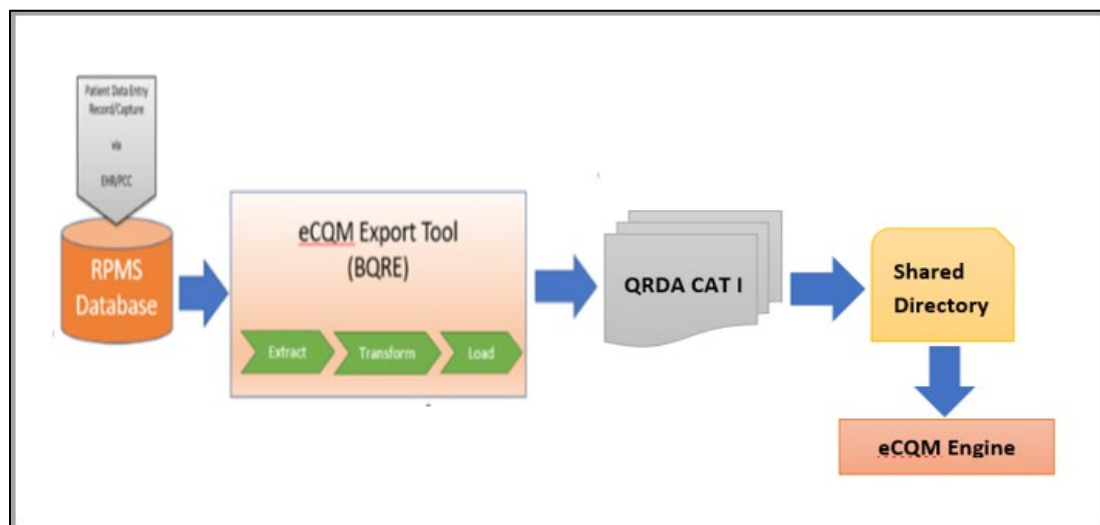 Patient Data Entry
Record/Capture
via
EHR/PCC
RPMS
Database
eCQM Export Tool
(BQRE)
Extract
Transform
Load
QRDA CAT I
Shared
Directory
eCQM Engine